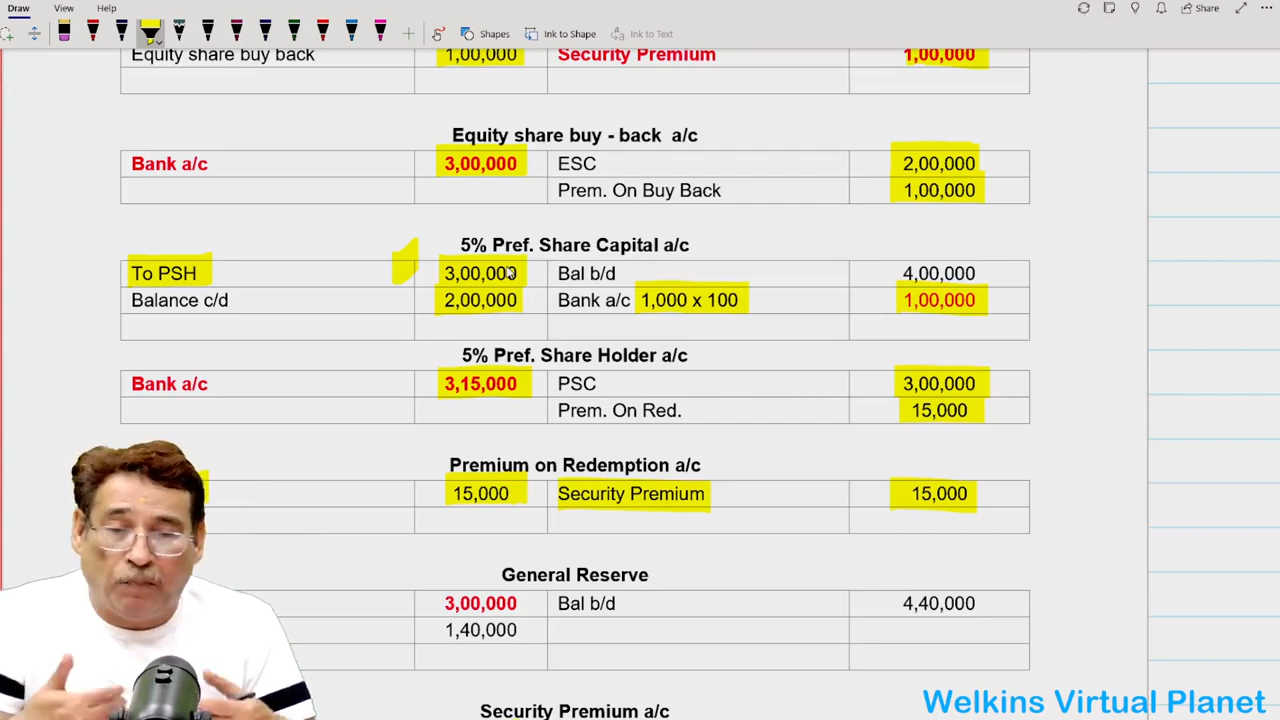 Draw View Help Share
Shapes Ink to Shape Ink to Text
Equity share buy back 1,00,000 Security Premium 1,00,000
Equity share buy - back a/c
Bank a/c 3,00,000 ESC 2,00,000
Prem. On Buy Back 1,00,000
5% Pref. Share Capital a/c
To PSH 3,00,000 Bal b/d 4,00,000
Balance c/d 2,00,000 Bank a/c 1,000 x 100 1,00,000
5% Pref. Share Holder a/c
Bank a/c 3,15,000 PSC 3,00,000
Prem. On Red. 15,000
Premium on Redemption a/c
15,000 Security Premium 15,000
General Reserve
3,00,000 Bal b/d 4,40,000
1,40,000
Security Premium a/c
Welkins Virtual Planet